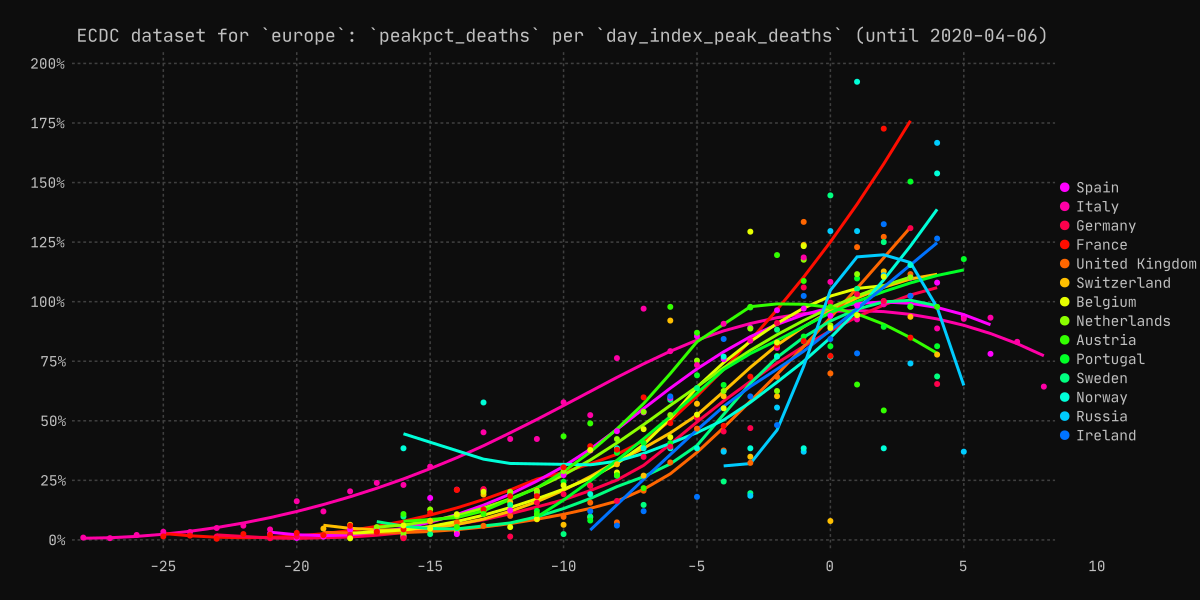 ECDC dataset for `europe`: `peakpct_deaths` per `day_index_peak_deaths` (until 2020-04-06)
200%
175%
150%
125%
100%
75%
50%
25%
0%
-25 -20 -15 -10 -5 0 5 10
Spain
Italy
Germany
France
United Kingdom
Switzerland
Belgium
Netherlands
Austria
Portugal
Sweden
Norway
Russia
Ireland